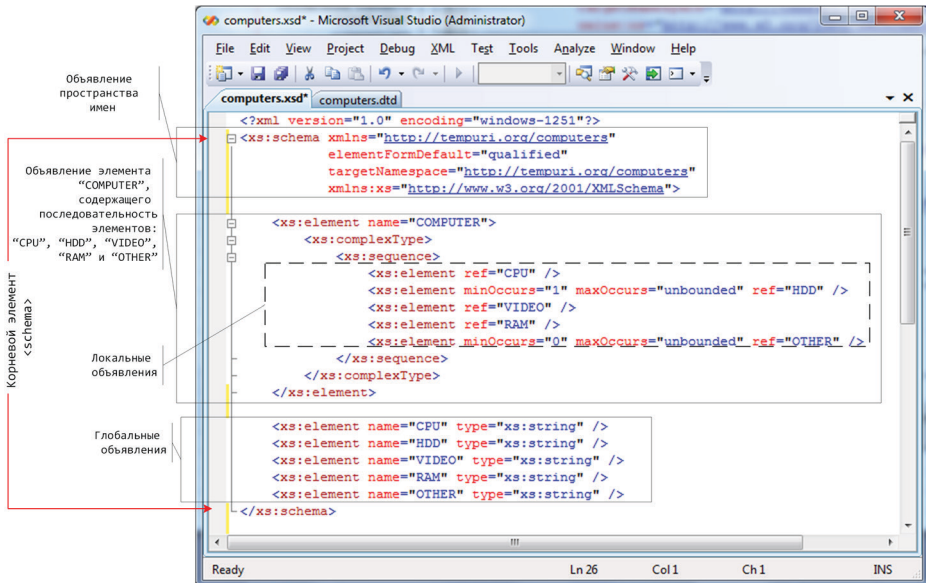 computers.xsd* - Microsoft Visual Studio (Administrator)
File Edit View Project Debug XML Test Tools Analyze Window Help
computers.xsd* computers.dtd
Объявление
пространства
имен
Объявление элемента
“COMPUTER”,
содержащего
последовательность
элементов:
“CPU”, “HDD”, “VIDEO”,
“RAM” и “OTHER”
Корневой элемент
<schema>
Локальные
объявления
Глобальные
объявления
<?xml version="1.0" encoding="windows-1251"?>
<xs:schema xmlns="http://tempuri.org/computers"
elementFormDefault="qualified"
targetNamespace="http://tempuri.org/computers"
xmlns:xs="http://www.w3.org/2001/XMLSchema">
<xs:element name="COMPUTER">
<xs:complexType>
<xs:sequence>
<xs:element ref="CPU" />
<xs:element minOccurs="1" maxOccurs="unbounded" ref="HDD" />
<xs:element ref="VIDEO" />
<xs:element ref="RAM" />
<xs:element minOccurs="0" maxOccurs="unbounded" ref="OTHER" />
</xs:sequence>
</xs:complexType>
</xs:element>
<xs:element name="CPU" type="xs:string" />
<xs:element name="HDD" type="xs:string" />
<xs:element name="VIDEO" type="xs:string" />
<xs:element name="RAM" type="xs:string" />
<xs:element name="OTHER" type="xs:string" />
</xs:schema>
Ready Ln 26 Col 1 Ch 1 INS